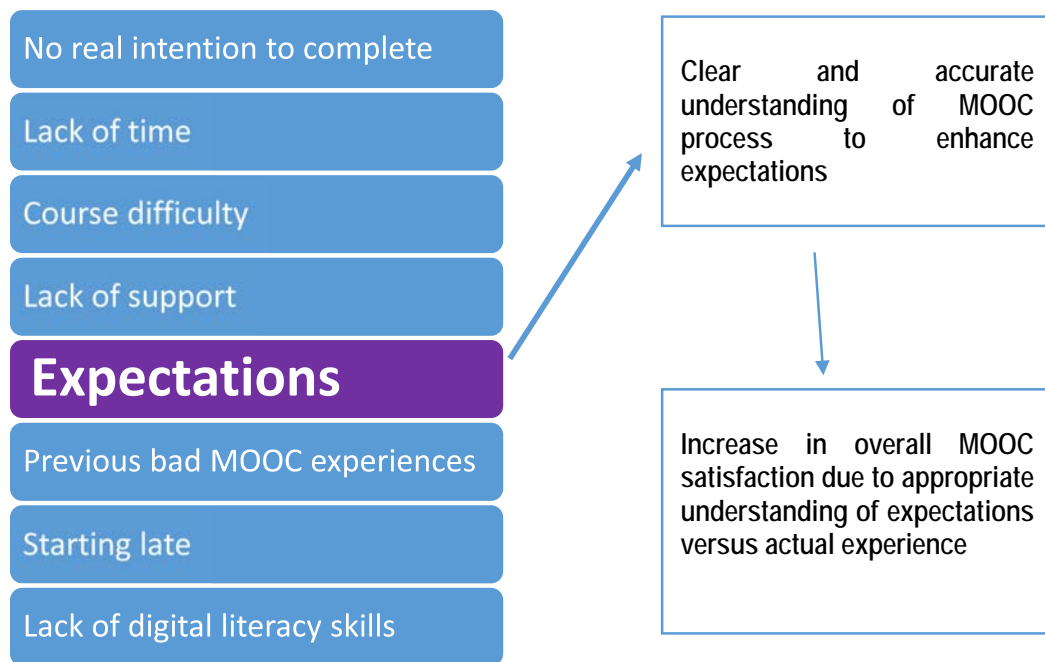 No real intention to complete
Lack of time
Course difficulty
Lack of support
Expectations
Previous bad MOOC experiences
Starting late
Lack of digital literacy skills
Clear and accurate
understanding of MOOC
process to enhance
expectations
Increase in overall MOOC
satisfaction due to appropriate
understanding of expectations
versus actual experience